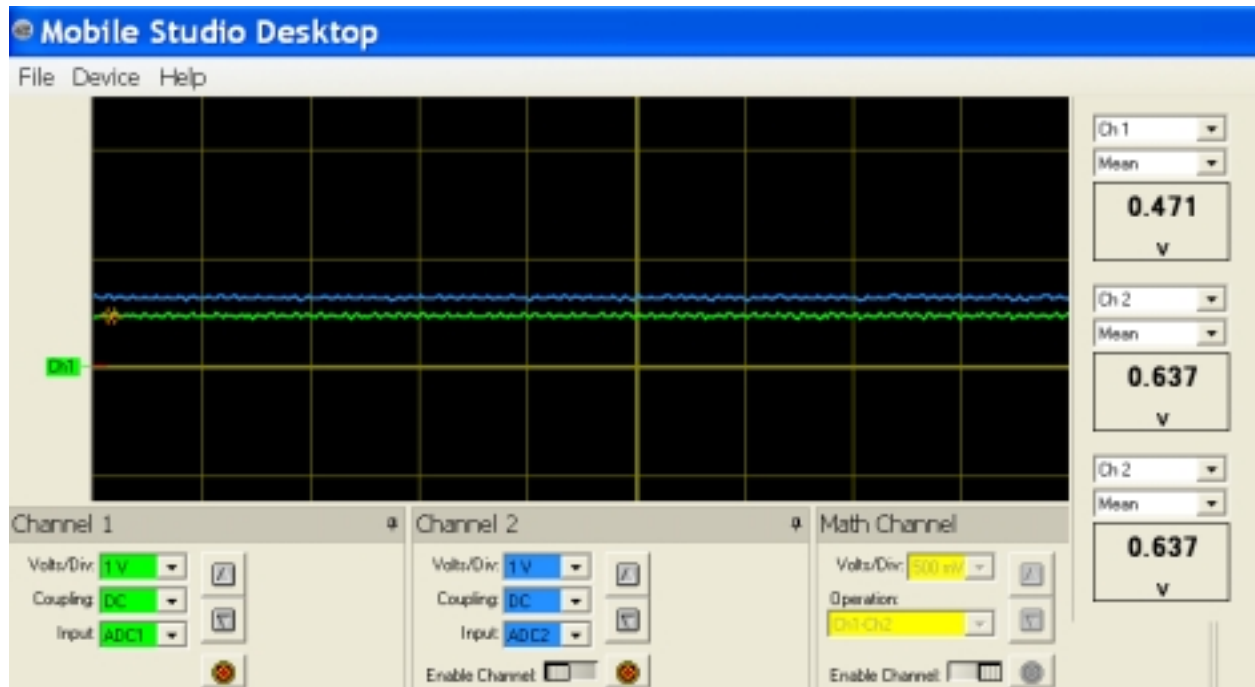 Mobile Studio Desktop
File Device Help
Ch 1
Mean
0.471
V
Ch1
Ch 2
Mean
0.637
V
Ch 2
Mean
0.637
V
Channel 1
Volts/Div: 1 V
Coupling: DC
Input: ADC1
Channel 2
Volts/Div: 1 V
Coupling: DC
Input: ADC2
Enable Channel:
Math Channel
Volts/Div: 500 mV
Operation:
Ch1-Ch2
Enable Channel: